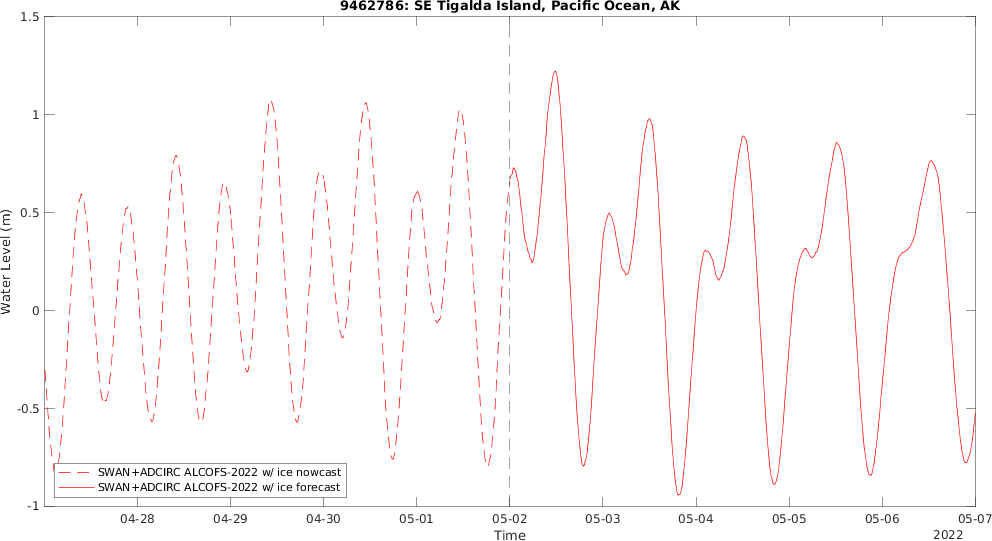 9462786: SE Tigalda Island, Pacific Ocean, AK
1.5
1
0.5
0
-0.5
-1
Water Level (m)
SWAN+ADCIRC ALCOFS-2022 w/ ice nowcast
SWAN+ADCIRC ALCOFS-2022 w/ ice forecast
04-28 04-29 04-30 05-01 05-02 05-03 05-04 05-05 05-06 05-07
Time
2022